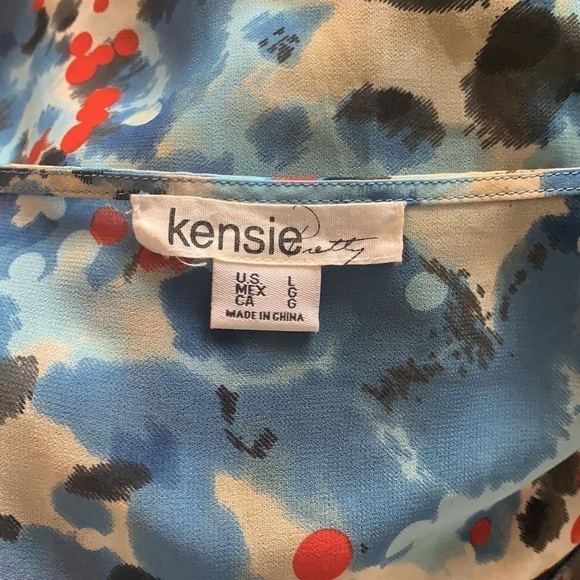 kensie Pretty
U.S. L
MEX G
CA G
MADE IN CHINA